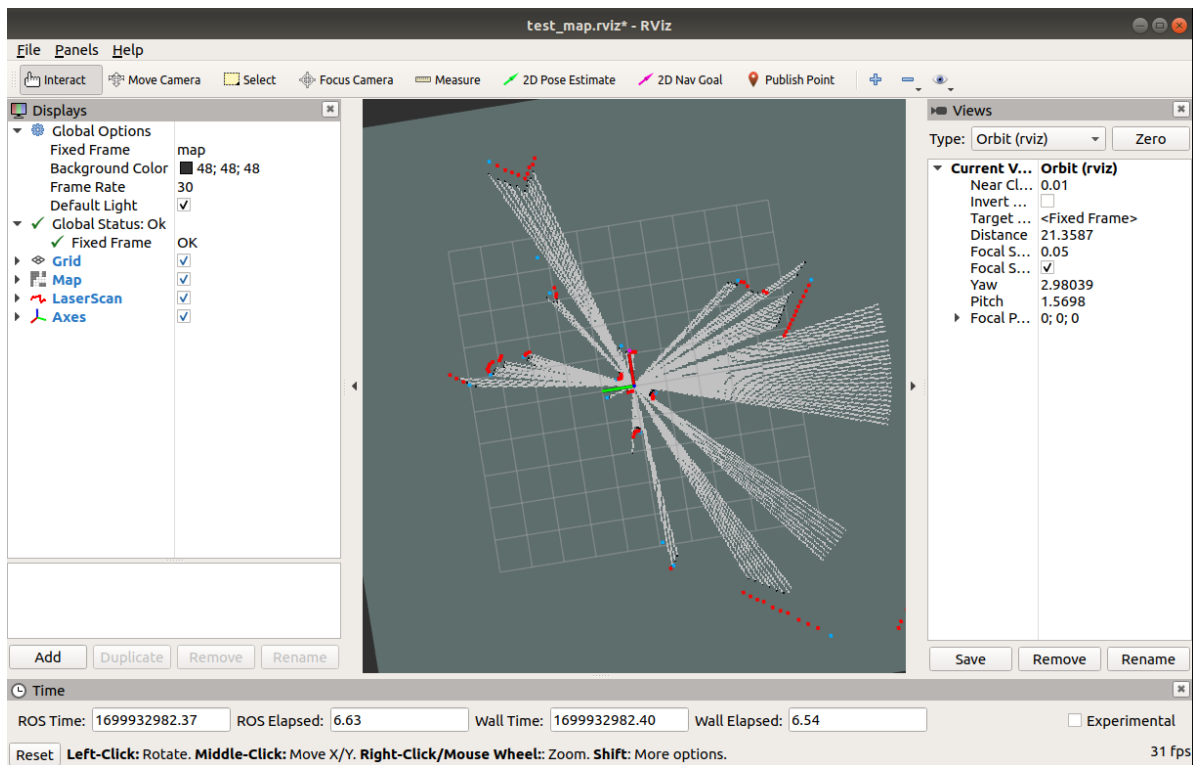 test_map.rviz* - RViz
File Panels Help
Interact Move Camera Select Focus Camera Measure 2D Pose Estimate 2D Nav Goal Publish Point
Displays
Global Options
Fixed Frame map
Background Color 48; 48; 48
Frame Rate 30
Default Light
Global Status: Ok
Fixed Frame OK
Grid
Map
LaserScan
Axes
Add Duplicate Remove Rename
Views
Type: Orbit (rviz) Zero
Current V... Orbit (rviz)
Near Cl... 0.01
Invert ...
Target ... <Fixed Frame>
Distance 21.3587
Focal S... 0.05
Focal S...
Yaw 2.98039
Pitch 1.5698
Focal P... 0; 0; 0
Save Remove Rename
Time
ROS Time: 1699932982.37 ROS Elapsed: 6.63 Wall Time: 1699932982.40 Wall Elapsed: 6.54 Experimental
Reset Left-Click: Rotate. Middle-Click: Move X/Y. Right-Click/Mouse Wheel:: Zoom. Shift: More options. 31 fps